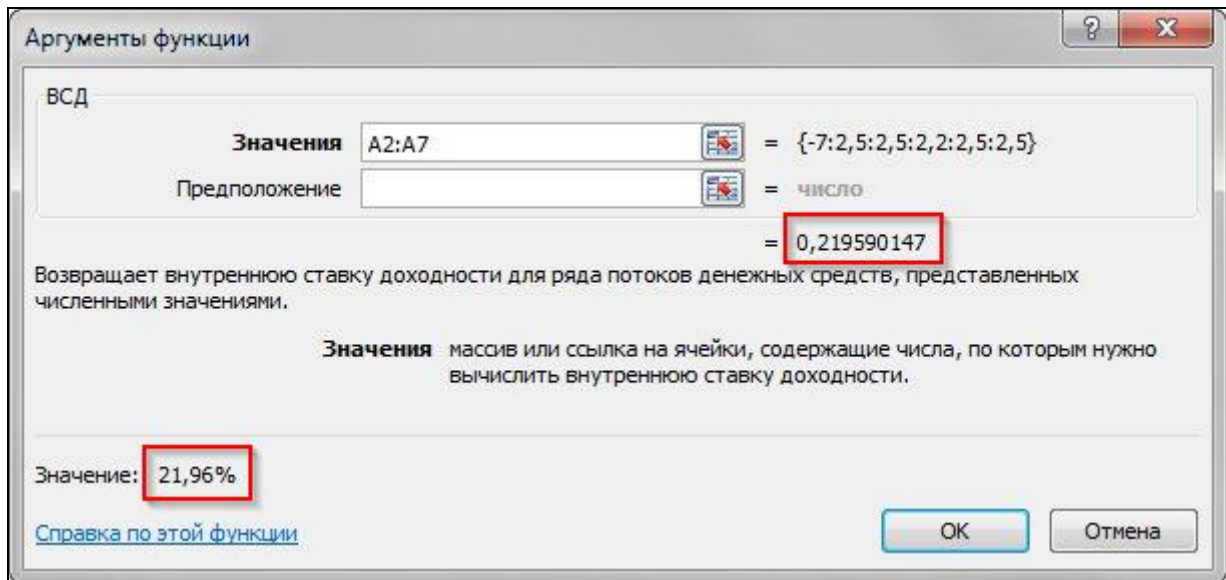 Аргументы функции
ВСД
Значения A2:A7 = {-7:2,5:2,5:2,2:2,5:2,5}
Предположение = число
= 0,219590147
Возвращает внутреннюю ставку доходности для ряда потоков денежных средств, представленных
численными значениями.
Значения массив или ссылка на ячейки, содержащие числа, по которым нужно
вычислить внутреннюю ставку доходности.
Значение: 21,96%
Справка по этой функции
OK Отмена